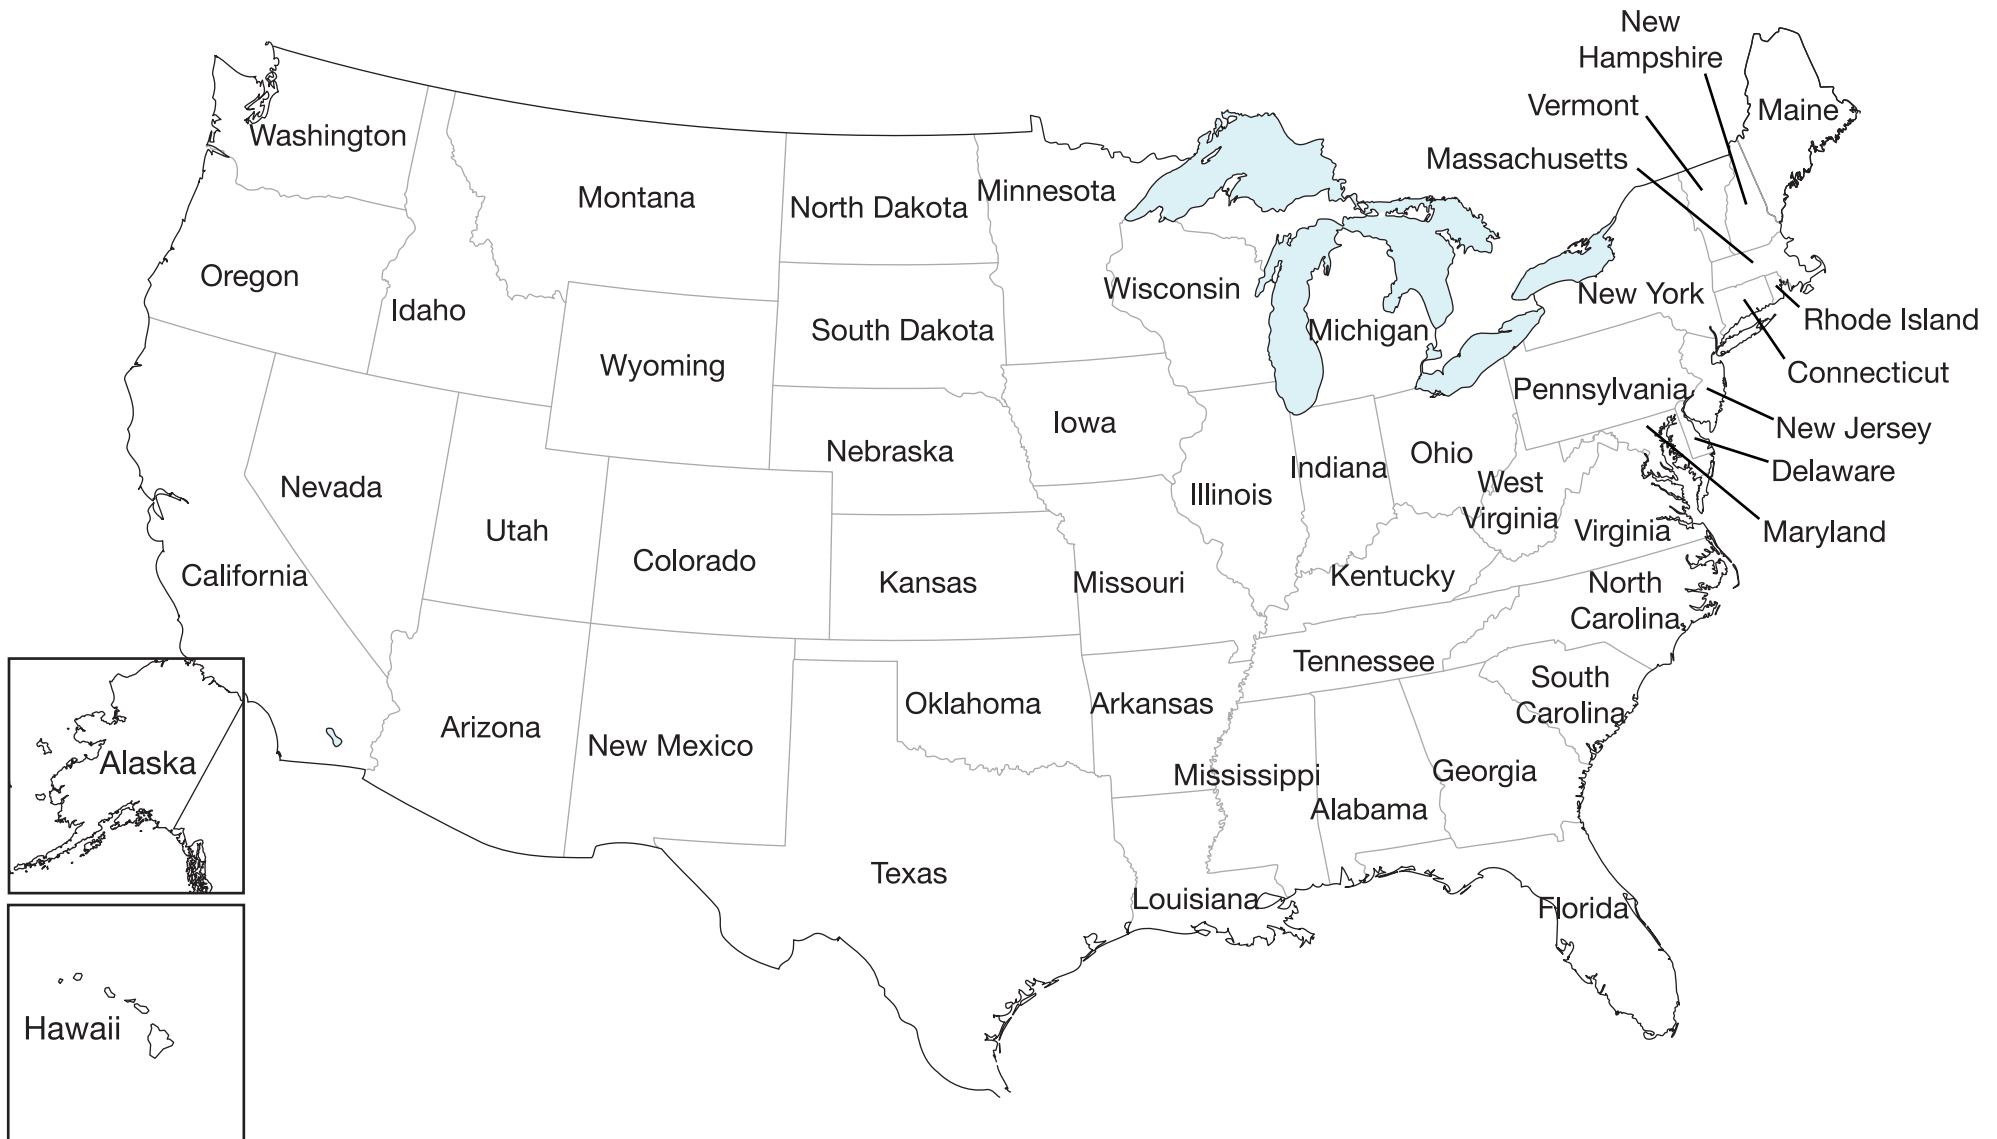 New
Hampshire
Vermont
Maine
Massachusetts
Washington
Montana
North Dakota
Minnesota
Oregon
Idaho
Wisconsin
New York
South Dakota
Michigan
Rhode Island
Wyoming
Connecticut
Pennsylvania
Iowa
New Jersey
Nebraska
Ohio
Indiana
Delaware
Nevada
Illinois
West
Virginia
Utah
Virginia
Maryland
Colorado
California
Kansas
Missouri
Kentucky
North
Carolina
Tennessee
South
Carolina
Oklahoma
Arkansas
Arizona
New Mexico
Alaska
Mississippi
Georgia
Alabama
Texas
Louisiana
Florida
Hawaii